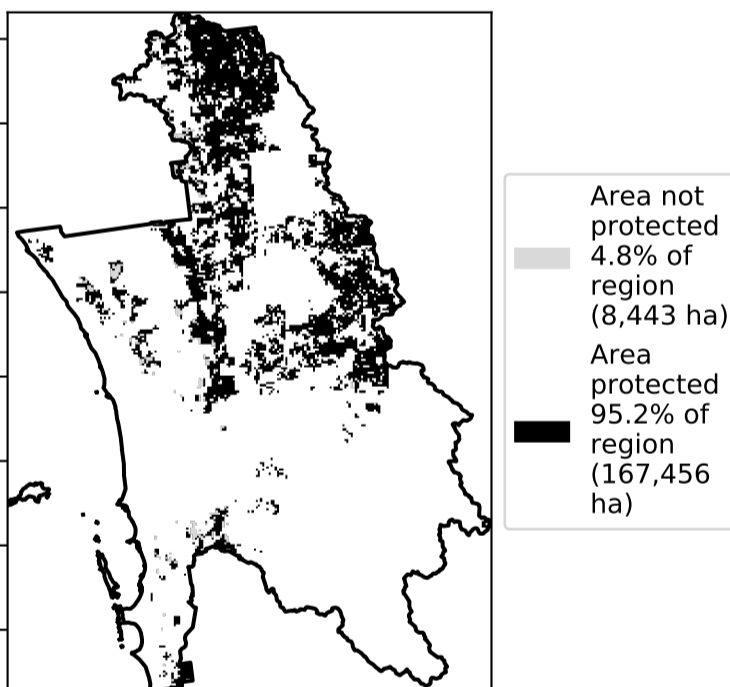 Area not
protected
4.8% of
region
(8,443 ha)
Area
protected
95.2% of
region
(167,456
ha)